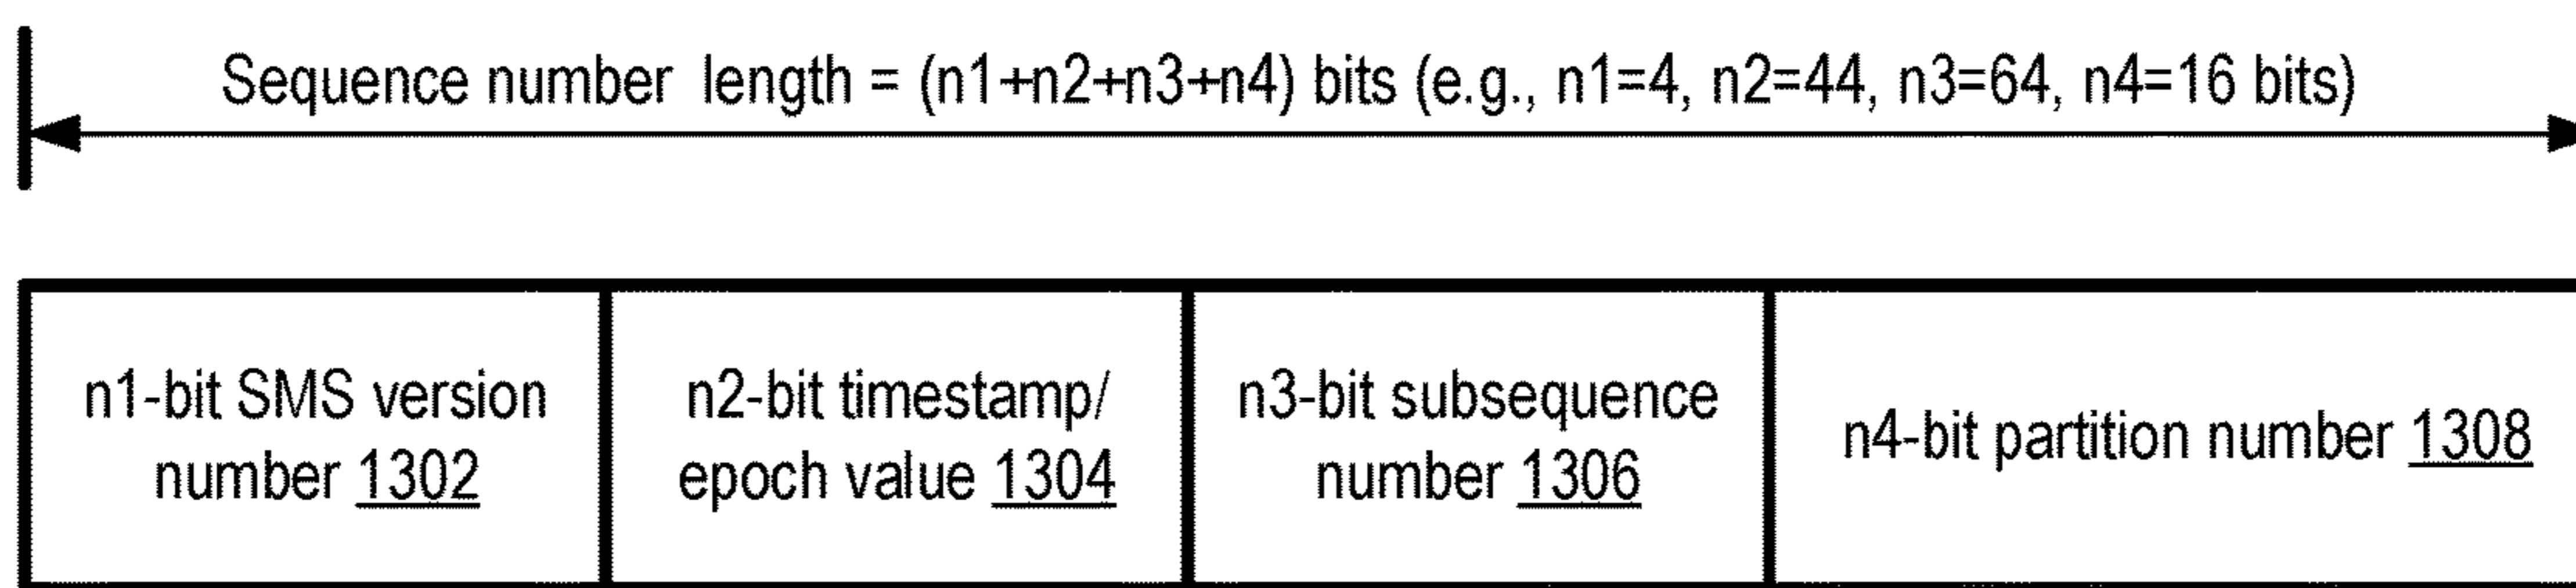 Sequence number length = (n1+n2+n3+n4) bits (e.g., n1=4, n2=44, n3=64, n4=16 bits)
n1-bit SMS version
number 1302
n2-bit timestamp/
epoch value 1304
n3-bit subsequence
number 1306
n4-bit partition number 1308